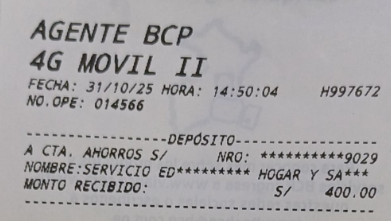 AGENTE BCP
4G MOVIL II
FECHA: 31/10/25 HORA: 14:50:04 H997672
NO.OPE: 014566
--------------------DEPÓSITO--------------------
A CTA. AHORROS S/ NRO: **********9029
NOMBRE:SERVICIO ED********* HOGAR Y SA***
MONTO RECIBIDO: S/ 400.00